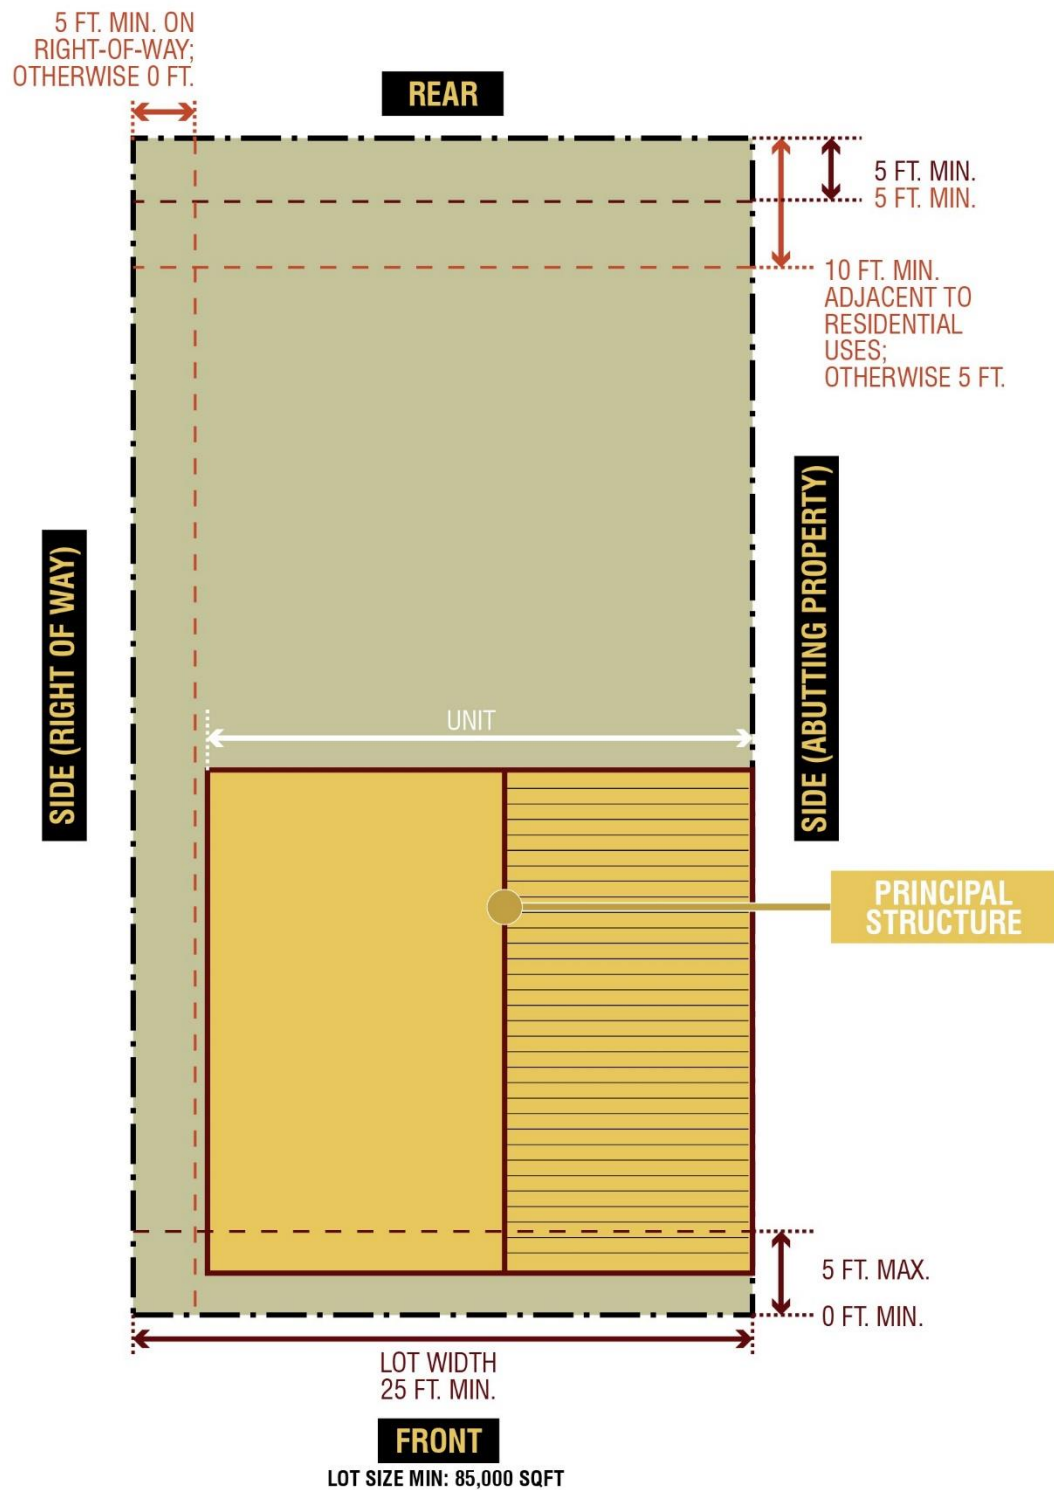 5 FT. MIN. ON
RIGHT-OF-WAY;
OTHERWISE 0 FT.
REAR
5 FT. MIN.
5 FT. MIN.
10 FT. MIN.
ADJACENT TO
RESIDENTIAL
USES;
OTHERWISE 5 FT.
SIDE (RIGHT OF WAY)
SIDE (ABUTTING PROPERTY)
UNIT
PRINCIPAL
STRUCTURE
5 FT. MAX.
0 FT. MIN.
LOT WIDTH
25 FT. MIN.
FRONT
LOT SIZE MIN: 85,000 SQFT